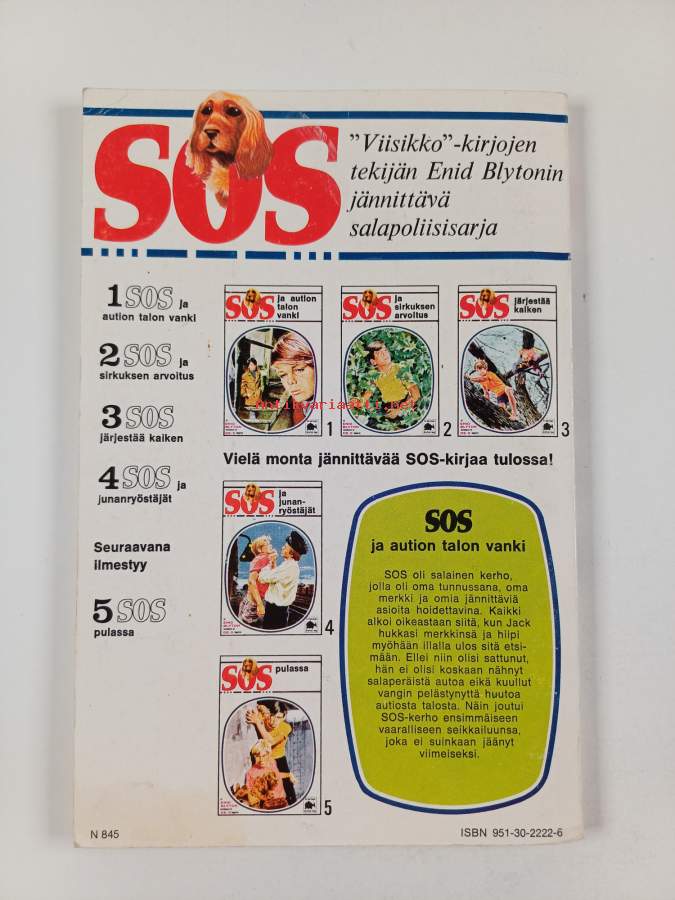 SOS
"Viisikko"-kirjojen
tekijän Enid Blytonin
jännittävä
salapoliisisarja
1 SOS ja
aution talon vanki
2 SOS ja
sirkuksen arvoitus
3 SOS
järjestää kaiken
4 SOS ja
junanryöstäjät
Seuraavana
ilmestyy
5 SOS
pulassa
SOS ja aution
talon
vanki
1
SOS ja
sirkuksen
arvoitus
2
SOS järjestää
kaiken
3
Antikvariaatti.net
Vielä monta jännittävää SOS-kirjaa tulossa!
SOS ja
junan-
ryöstäjät
ENID
BLYTON
4
SOS pulassa
ENID
BLYTON
5
SOS
ja aution talon vanki
SOS oli salainen kerho,
jolla oli oma tunnussana, oma
merkki ja omia jännittäviä
asioita hoidettavina. Kaikki
alkoi oikeastaan siitä, kun Jack
hukkasi merkkinsä ja hiipi
myöhään illalla ulos sitä etsi-
mään. Ellei niin olisi sattunut,
hän ei olisi koskaan nähnyt
salaperäistä autoa eikä kuullut
vangin pelästynyttä huutoa
autiosta talosta. Näin joutui
SOS-kerho ensimmäiseen
vaaralliseen seikkailuunsa,
joka ei suinkaan jäänyt
viimeiseksi.
N 845
ISBN 951-30-2222-6